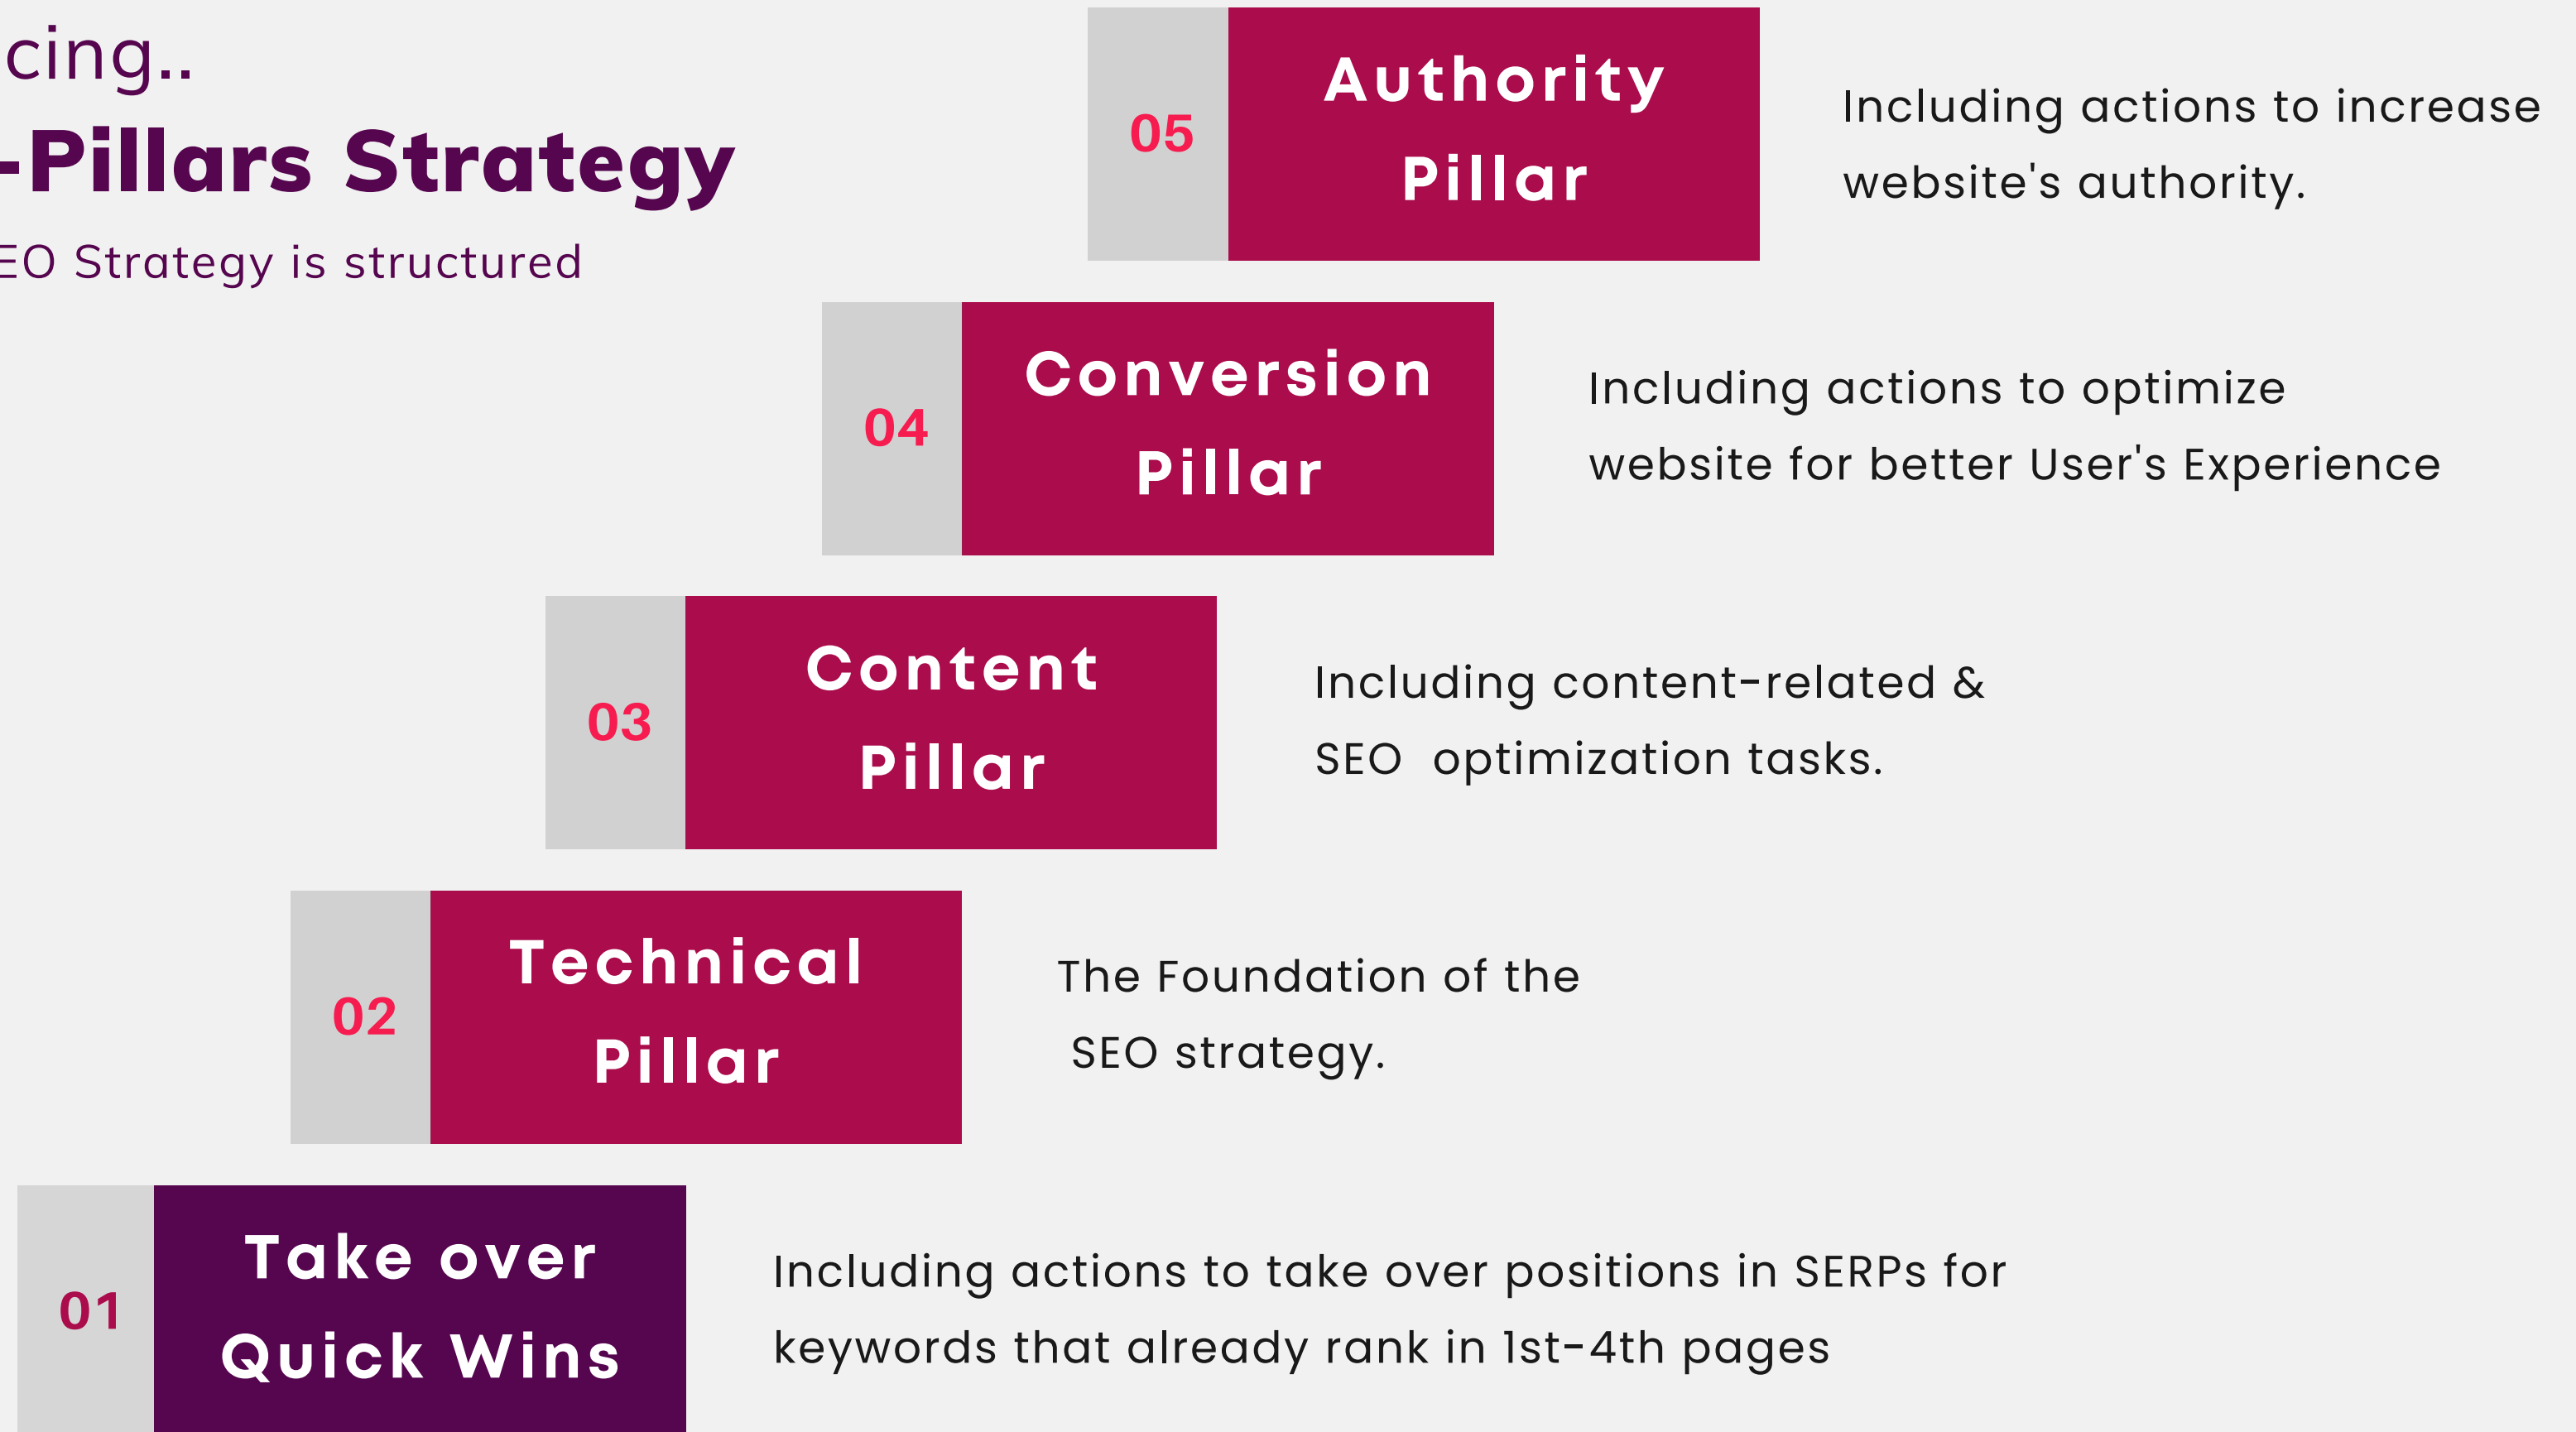 cing..
-Pillars Strategy
EO Strategy is structured
05
Authority
Pillar
Including actions to increase
website's authority.
04
Conversion
Pillar
Including actions to optimize
website for better User's Experience
03
Content
Pillar
Including content-related &
SEO  optimization tasks.
02
Technical
Pillar
The Foundation of the
SEO strategy.
01
Take over
Quick Wins
Including actions to take over positions in SERPs for
keywords that already rank in 1st-4th pages